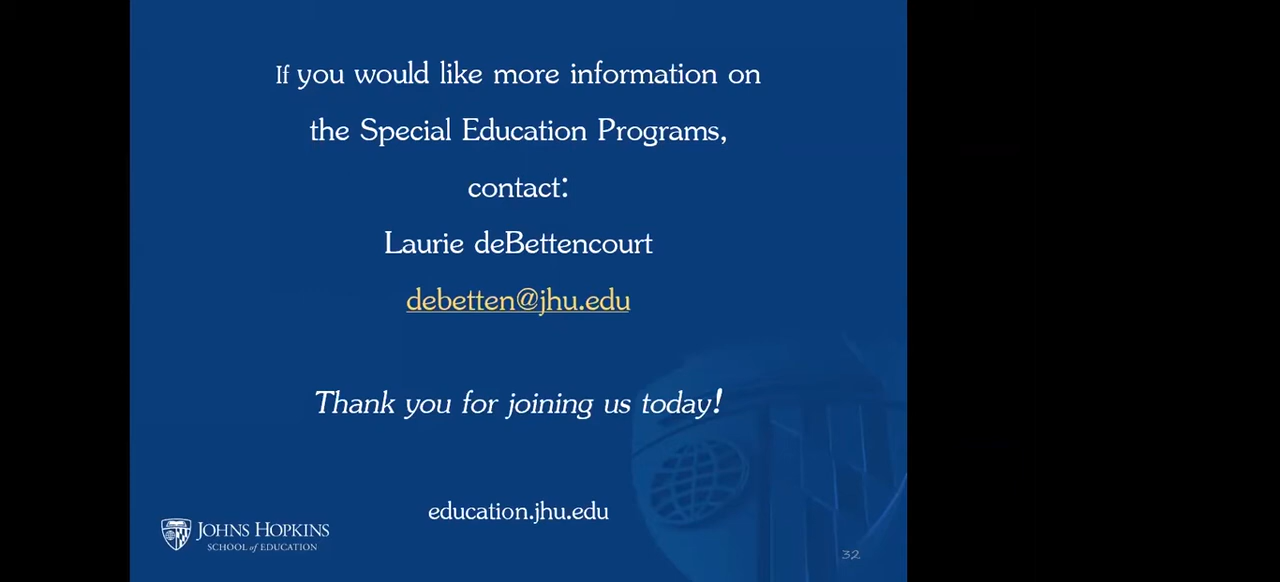 If you would like more information on
the Special Education Programs,
contact:
Laurie deBettencourt
debetten@jhu.edu
Thank you for joining us today!
education.jhu.edu
JOHNS HOPKINS
SCHOOL of EDUCATION
32